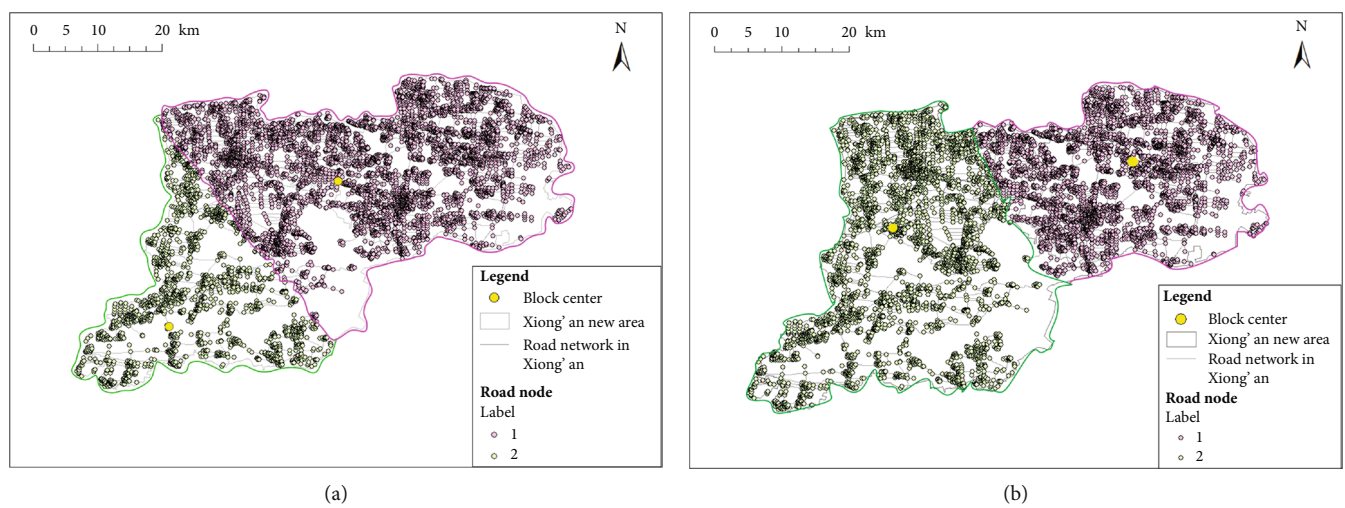 0 5 10 20 km
N
Legend
Block center
Xiong' an new area
Road network in
Xiong' an
Road node
Label
1
2
(a)
0 5 10 20 km
N
Legend
Block center
Xiong' an new area
Road network in
Xiong' an
Road node
Label
1
2
(b)